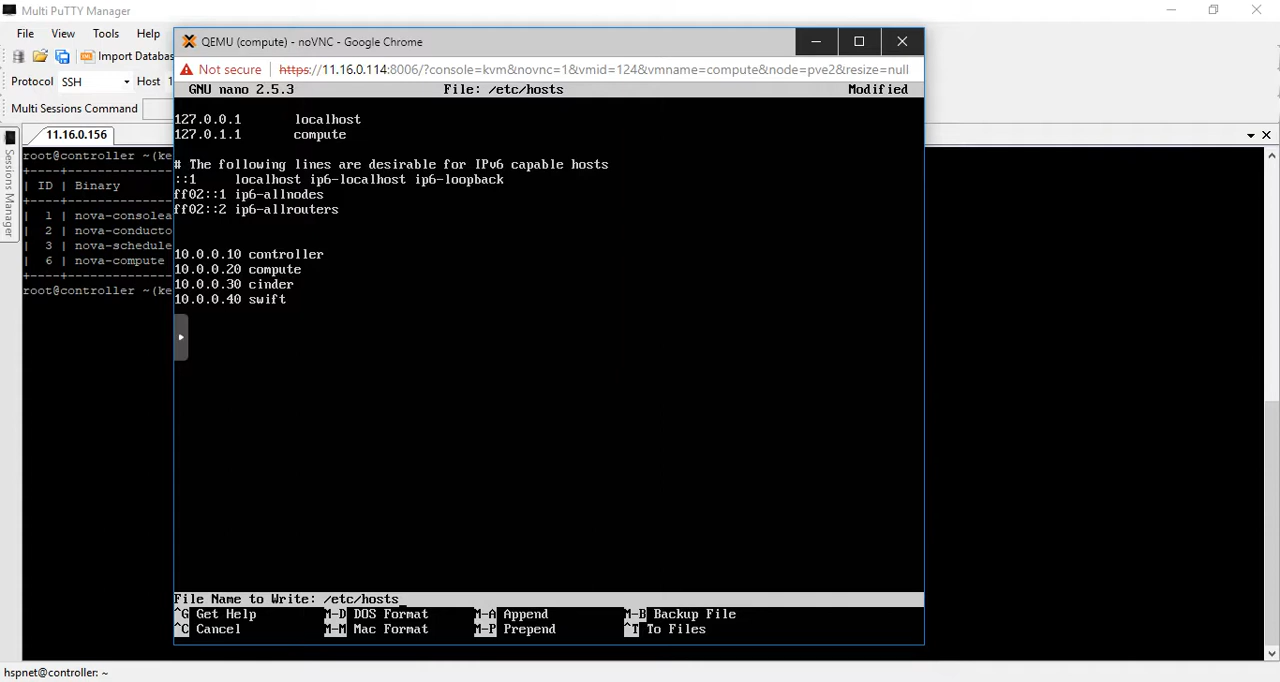 Multi PuTTY Manager
File View Tools Help
Import Databas
Protocol SSH Host 1
Multi Sessions Command
11.16.0.156
Sessions Manager
root@controller ~(ke
+----+--------------
| ID | Binary
+----+--------------
| 1 | nova-consolea
| 2 | nova-conducto
| 3 | nova-schedule
| 6 | nova-compute
+----+--------------
root@controller ~(ke
QEMU (compute) - noVNC - Google Chrome
Not secure | https://11.16.0.114:8006/?console=kvm&novnc=1&vmid=124&vmname=compute&node=pve2&resize=null
GNU nano 2.5.3 File: /etc/hosts Modified
127.0.0.1 localhost
127.0.1.1 compute
# The following lines are desirable for IPv6 capable hosts
::1 localhost ip6-localhost ip6-loopback
ff02::1 ip6-allnodes
ff02::2 ip6-allrouters
10.0.0.10 controller
10.0.0.20 compute
10.0.0.30 cinder
10.0.0.40 swift
File Name to Write: /etc/hosts
^G Get Help M-D DOS Format M-A Append M-B Backup File
^C Cancel M-M Mac Format M-P Prepend ^T To Files
hspnet@controller: ~